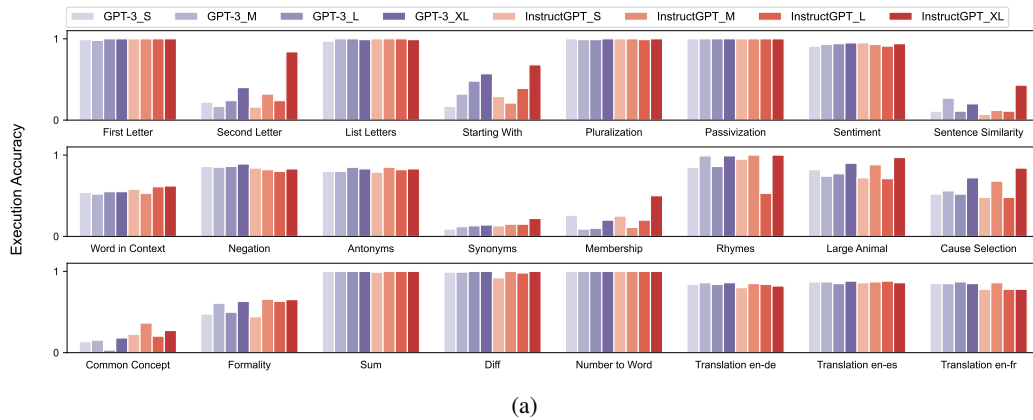 GPT-3_S GPT-3_M GPT-3_L GPT-3_XL InstructGPT_S InstructGPT_M InstructGPT_L InstructGPT_XL
Execution Accuracy
1
0
First Letter Second Letter List Letters Starting With Pluralization Passivization Sentiment Sentence Similarity
1
0
Word in Context Negation Antonyms Synonyms Membership Rhymes Large Animal Cause Selection
1
0
Common Concept Formality Sum Diff Number to Word Translation en-de Translation en-es Translation en-fr
(a)